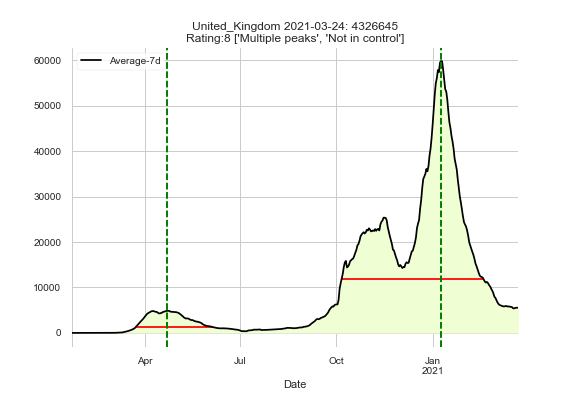 United_Kingdom 2021-03-24: 4326645
Rating:8 ['Multiple peaks', 'Not in control']
Average-7d
60000
50000
40000
30000
20000
10000
0
Apr
Jul
Oct
Jan
2021
Date